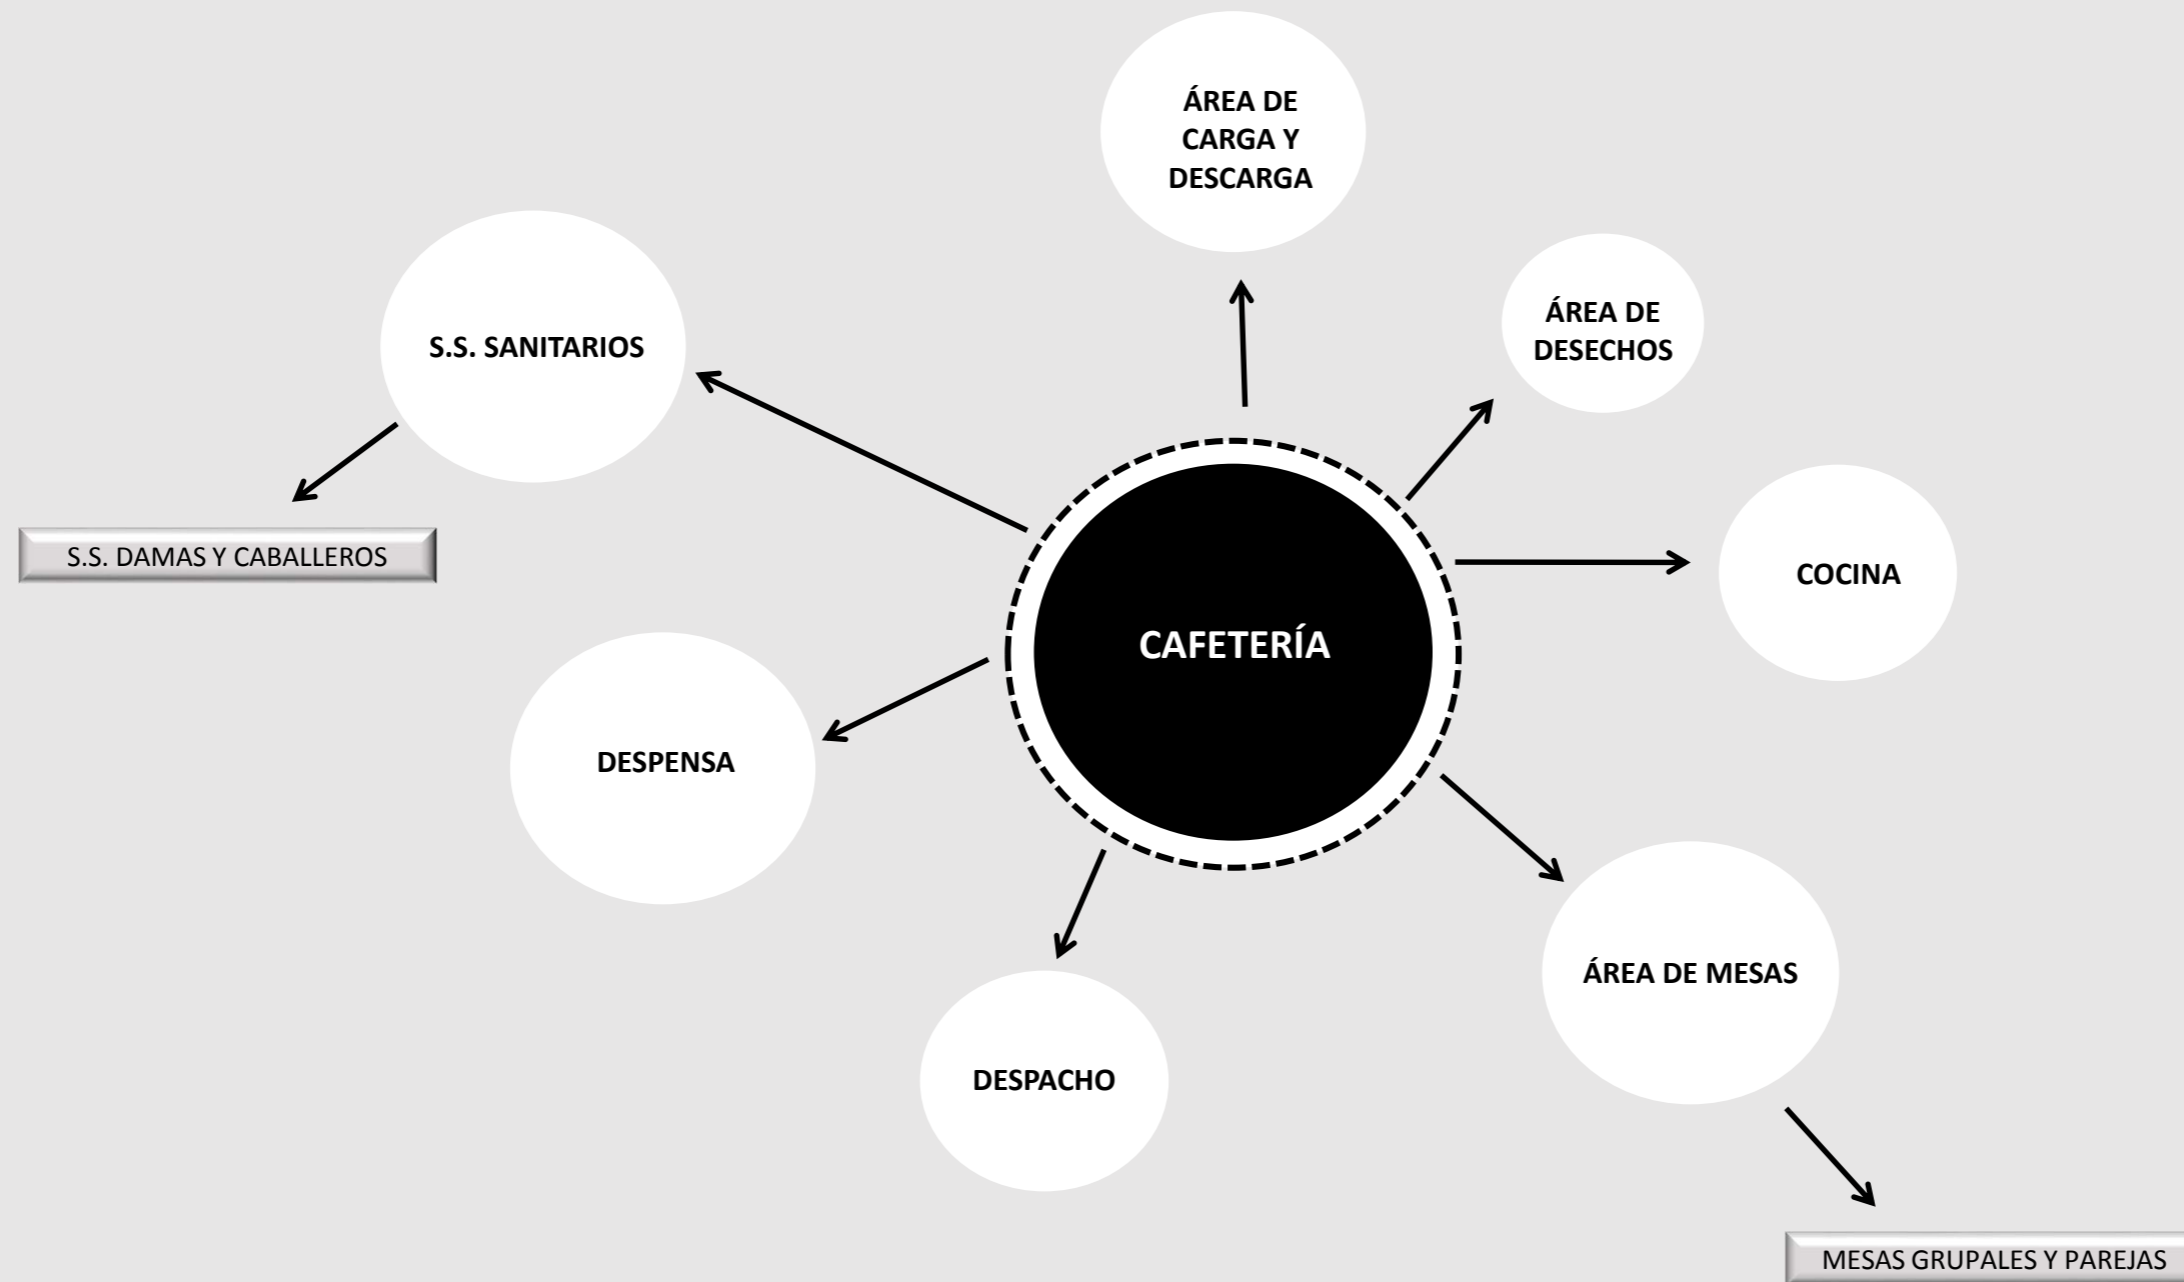 ÁREA DE
CARGA Y
DESCARGA
ÁREA DE
DESECHOS
S.S. SANITARIOS
S.S. DAMAS Y CABALLEROS
COCINA
CAFETERÍA
DESPENSA
ÁREA DE MESAS
DESPACHO
MESAS GRUPALES Y PAREJAS